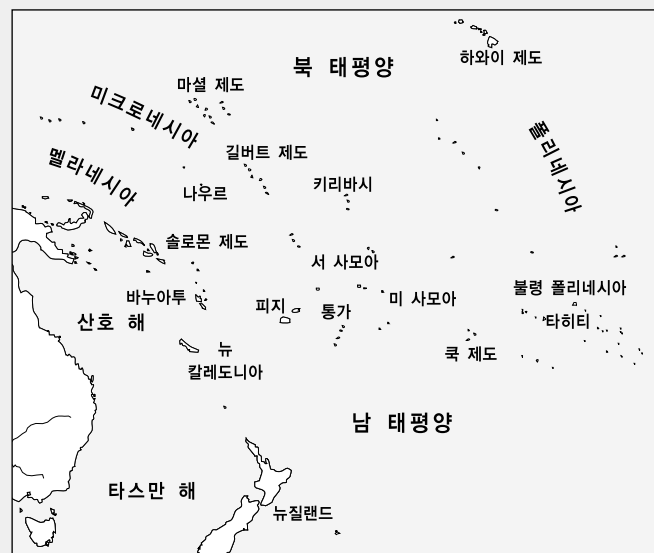 하와이 제도
북 태평양
마셜 제도
미크로네시아
폴리네시아
길버트 제도
멜라네시아
나우르
키리바시
솔로몬 제도
서 사모아
바누아투
피지
통가
미 사모아
불령 폴리네시아
산호 해
타히티
뉴
칼레도니아
쿡 제도
남 태평양
타스만 해
뉴질랜드